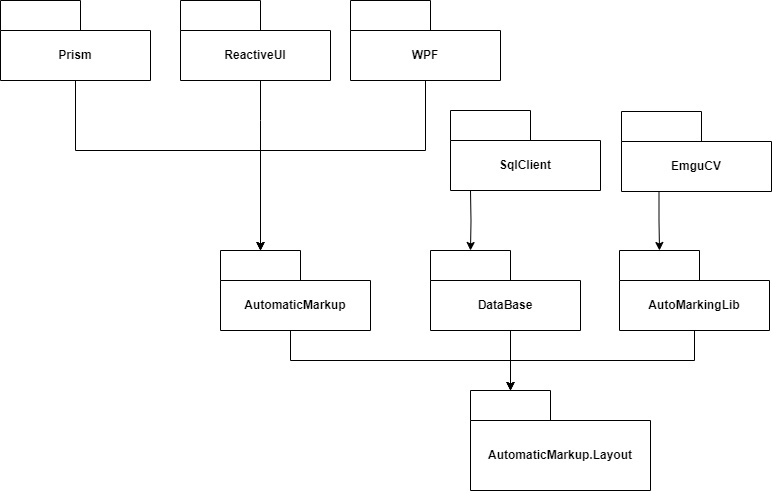 Prism
ReactiveUI
WPF
SqlClient
EmguCV
AutomaticMarkup
DataBase
AutoMarkingLib
AutomaticMarkup.Layout